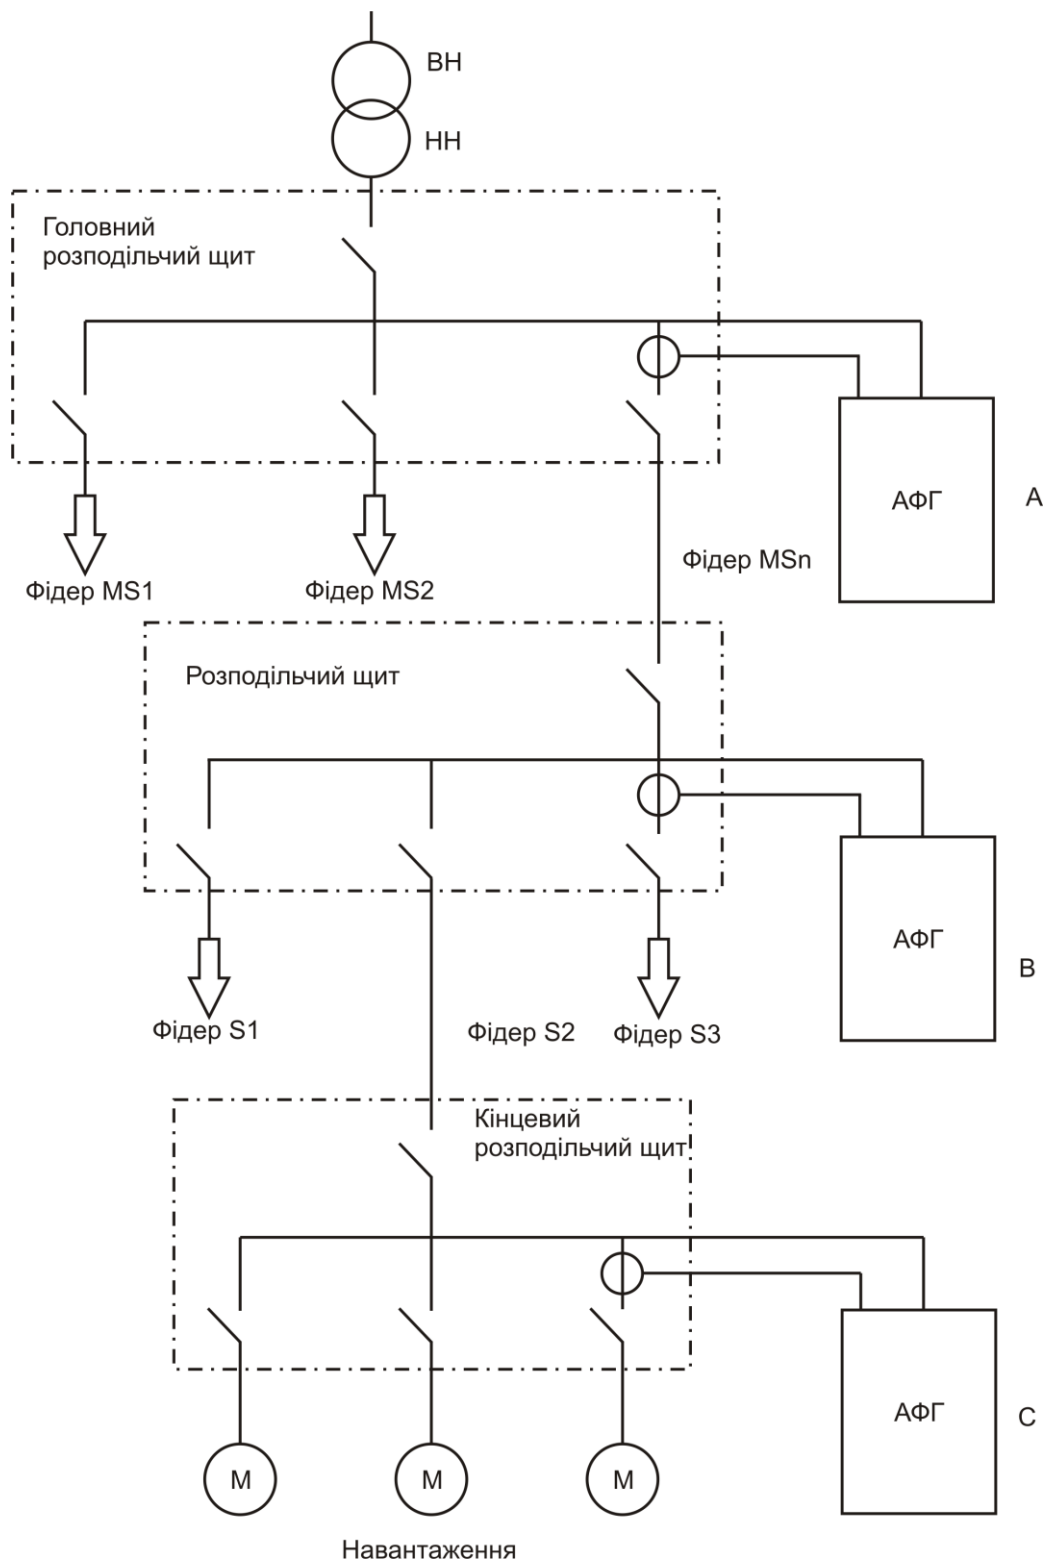 ВН
НН
Головний
розподільчий щит
АФГ
А
Фідер MSn
Фідер MS1
Фідер MS2
Розподільчий щит
АФГ
В
Фідер S1
Фідер S2
Фідер S3
Кінцевий
розподільчий щит
АФГ
С
М
М
М
Навантаження